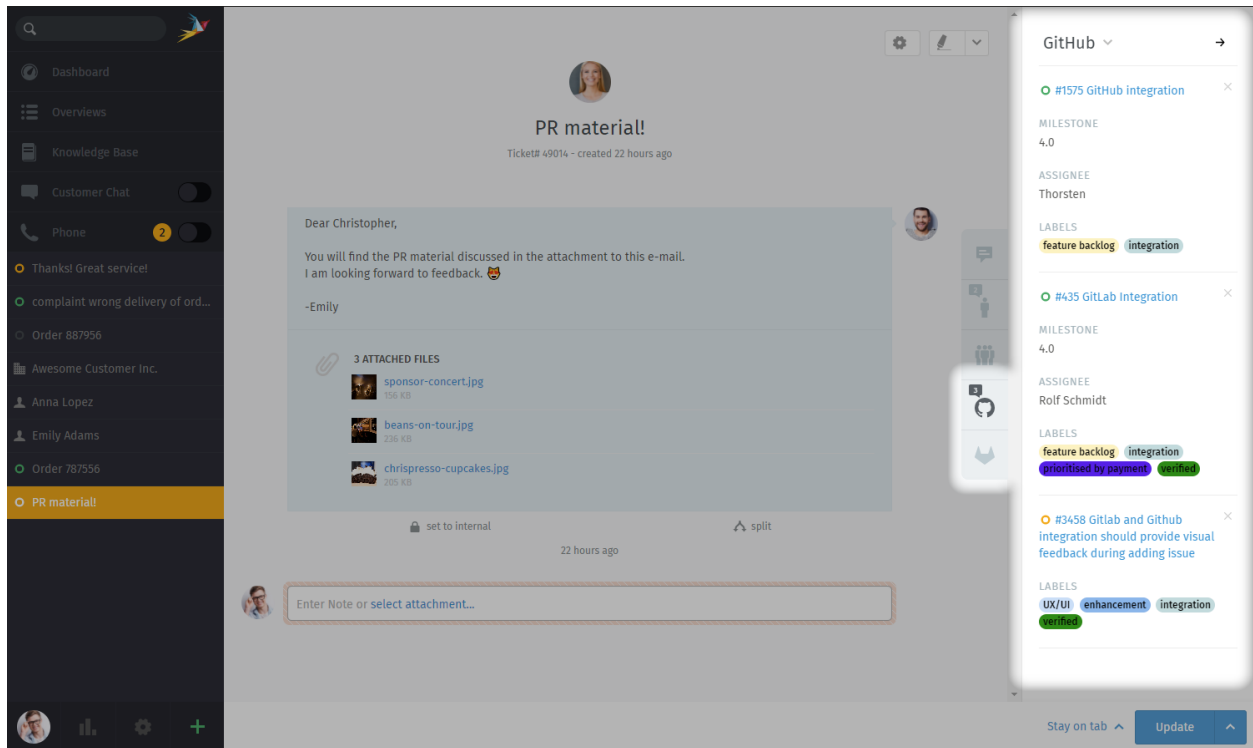 Dashboard
Overviews
Knowledge Base
Customer Chat
Phone 2
Thanks! Great service!
complaint wrong delivery of ord...
Order 887956
Awesome Customer Inc.
Anna Lopez
Emily Adams
Order 787556
PR material!
PR material!
Ticket# 49014 - created 22 hours ago
Dear Christopher,
You will find the PR material discussed in the attachment to this e-mail.
I am looking forward to feedback.
-Emily
3 ATTACHED FILES
sponsor-concert.jpg
156 KB
beans-on-tour.jpg
236 KB
chrispresso-cupcakes.jpg
205 KB
set to internal split
22 hours ago
Enter Note or select attachment...
2
3
GitHub
#1575 GitHub integration
MILESTONE
4.0
ASSIGNEE
Thorsten
LABELS
feature backlog integration
#435 GitLab Integration
MILESTONE
4.0
ASSIGNEE
Rolf Schmidt
LABELS
feature backlog integration
prioritised by payment verified
#3458 Gitlab and Github
integration should provide visual
feedback during adding issue
LABELS
UX/UI enhancement integration
verified
Stay on tab Update